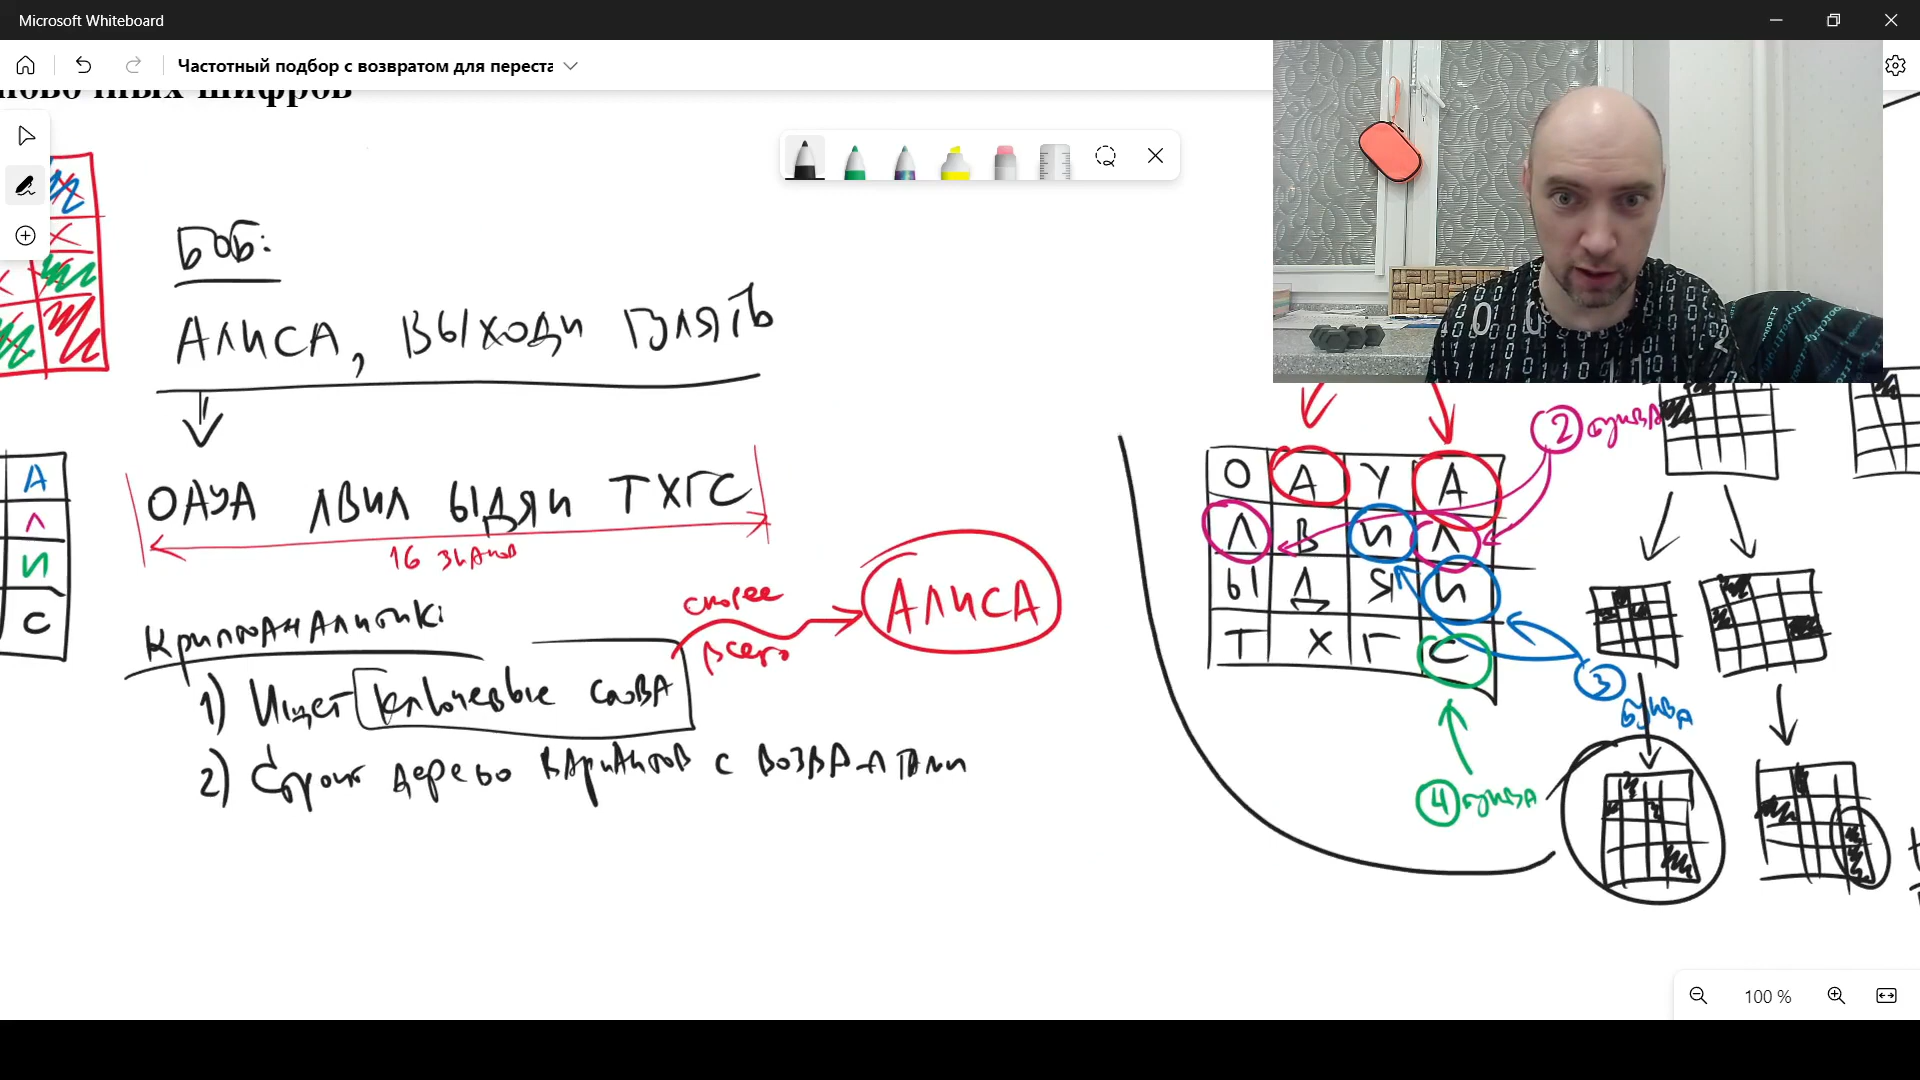 Microsoft Whiteboard
Частотный подбор с возвратом для переста
Боб:
АЛИСА, ВЫХОДИ ГУЛЯТЬ
ОАУА ЛВИЛ ЫДЯИ ТХГС
16 знаков
Криптоаналитик:
1) Ищет ключевые слова
скорее
всего
АЛИСА
2) Строит дерево вариантов с возвратами
А
Л
И
С
О А У А
Л В И Л
Ы Д Я И
Т Х Г С
2 буква
3
буква
4 буква
100 %